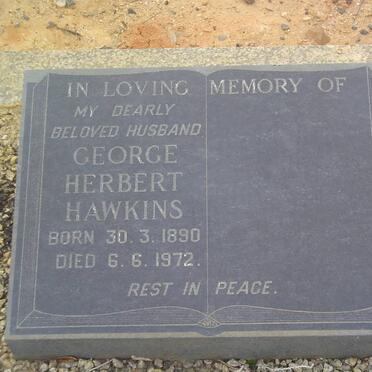 IN LOVING MEMORY OF
MY DEARLY
BELOVED HUSBAND
GEORGE
HERBERT
HAWKINS
BORN 30. 3. 1890
DIED 6. 6. 1972.
REST IN PEACE.